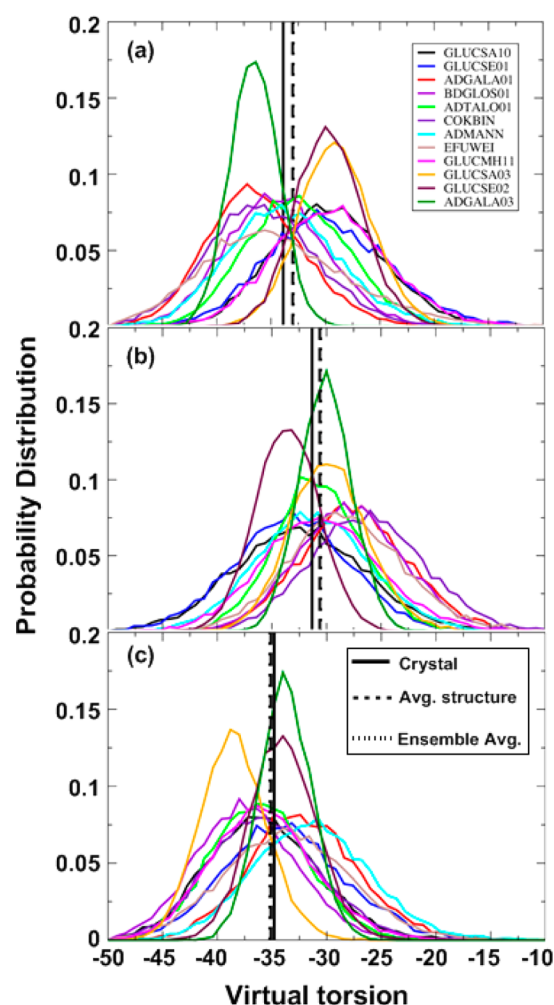 0.2
(a)
GLUCSA10
GLUCSE01
ADGALA01
BDGLOS01
ADTALO01
COKBIN
ADMANN
EFUWEI
GLUCMH11
GLUCSA03
GLUCSE02
ADGALA03
0.15
0.1
0.05
0.2
(b)
0.15
0.1
0.05
Probability Distribution
0.2
(c)
Crystal
Avg. structure
Ensemble Avg.
0.15
0.1
0.05
0
-50 -45 -40 -35 -30 -25 -20 -15 -10
Virtual torsion